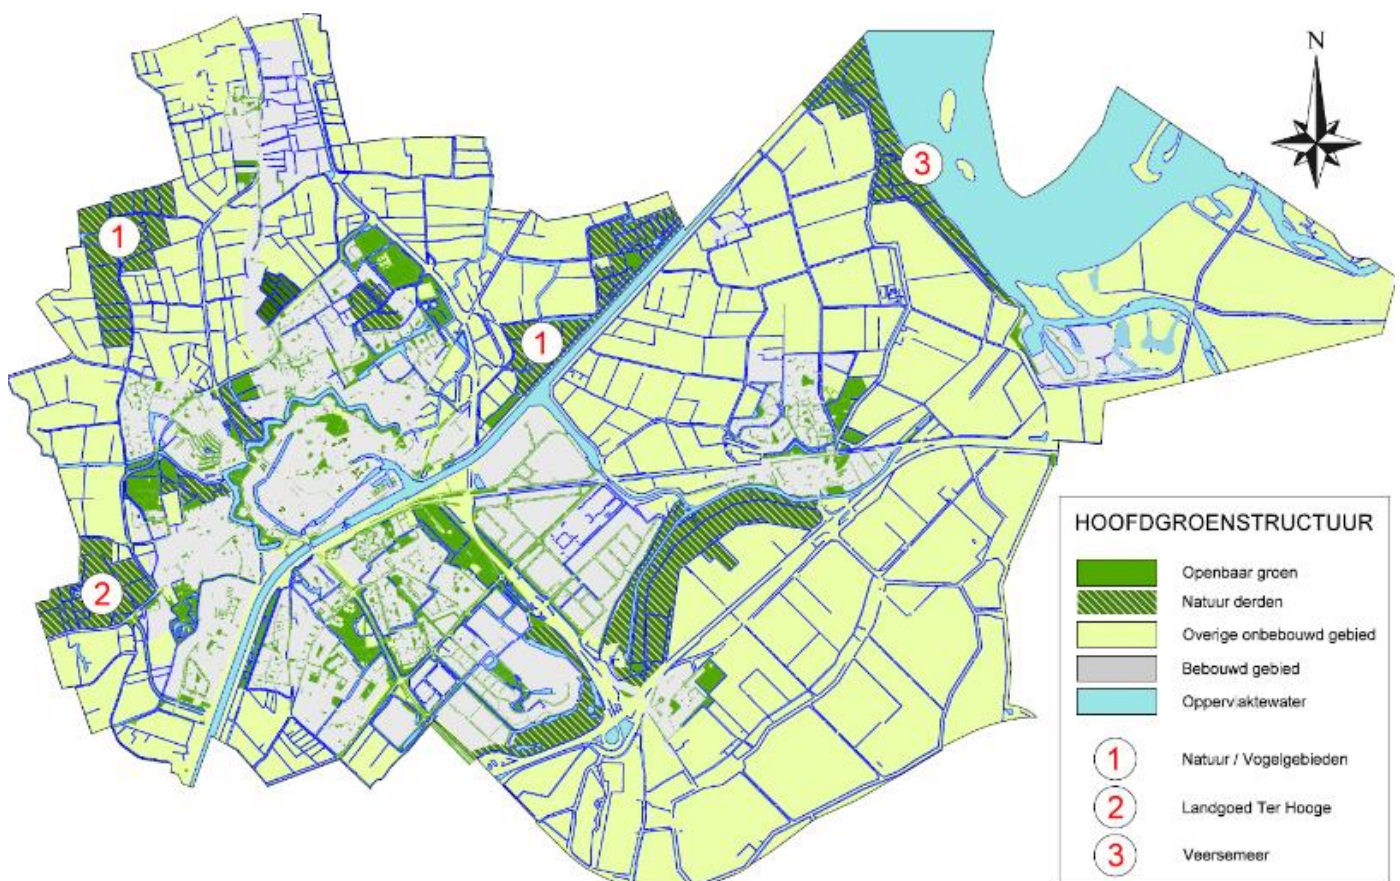 N
3
1
1
2
HOOFDGROENSTRUCTUUR
Openbaar groen
Natuur derden
Overige onbebouwd gebied
Bebouwd gebied
Oppervlaktewater
1 Natuur / Vogelgebieden
2 Landgoed Ter Hooge
3 Veersemeer